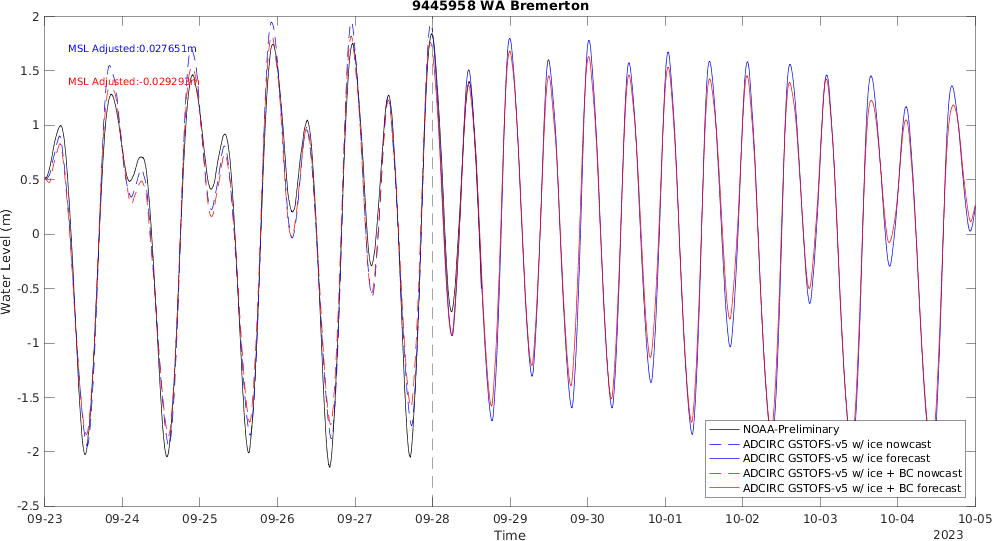 9445958 WA Bremerton
MSL Adjusted:0.027651m
MSL Adjusted:-0.029293m
Water Level (m)
2
1.5
1
0.5
0
-0.5
-1
-1.5
-2
-2.5
NOAA-Preliminary
ADCIRC GSTOFS-v5 w/ ice nowcast
ADCIRC GSTOFS-v5 w/ ice forecast
ADCIRC GSTOFS-v5 w/ ice + BC nowcast
ADCIRC GSTOFS-v5 w/ ice + BC forecast
09-23 09-24 09-25 09-26 09-27 09-28 09-29 09-30 10-01 10-02 10-03 10-04 10-05
Time
2023